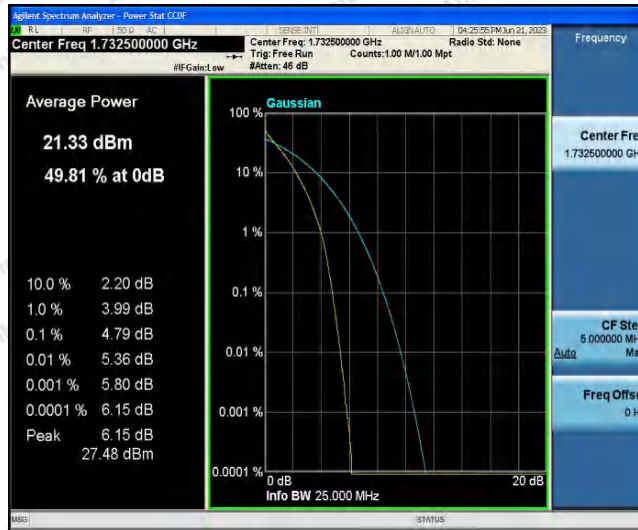 Agilent Spectrum Analyzer - Power Stat CCDF
RL RF 50 Ω AC SENSE:INT ALIGN AUTO 04:25:55 PM Jun 21, 2023
Center Freq 1.732500000 GHz
Center Freq: 1.732500000 GHz Radio Std: None
Trig: Free Run Counts:1.00 M/1.00 Mpt
#IFGain:Low #Atten: 46 dB
Frequency
Average Power
21.33 dBm
49.81 % at 0dB
10.0 % 2.20 dB
1.0 % 3.99 dB
0.1 % 4.79 dB
0.01 % 5.36 dB
0.001 % 5.80 dB
0.0001 % 6.15 dB
Peak 6.15 dB
27.48 dBm
Gaussian
100 %
10 %
1 %
0.1 %
0.01 %
0.001 %
0.0001 %
0 dB 20 dB
Info BW 25.000 MHz
Center Fre
1.732500000 GH
CF Ste
5.000000 MH
Auto Ma
Freq Offse
0 H
MSG STATUS